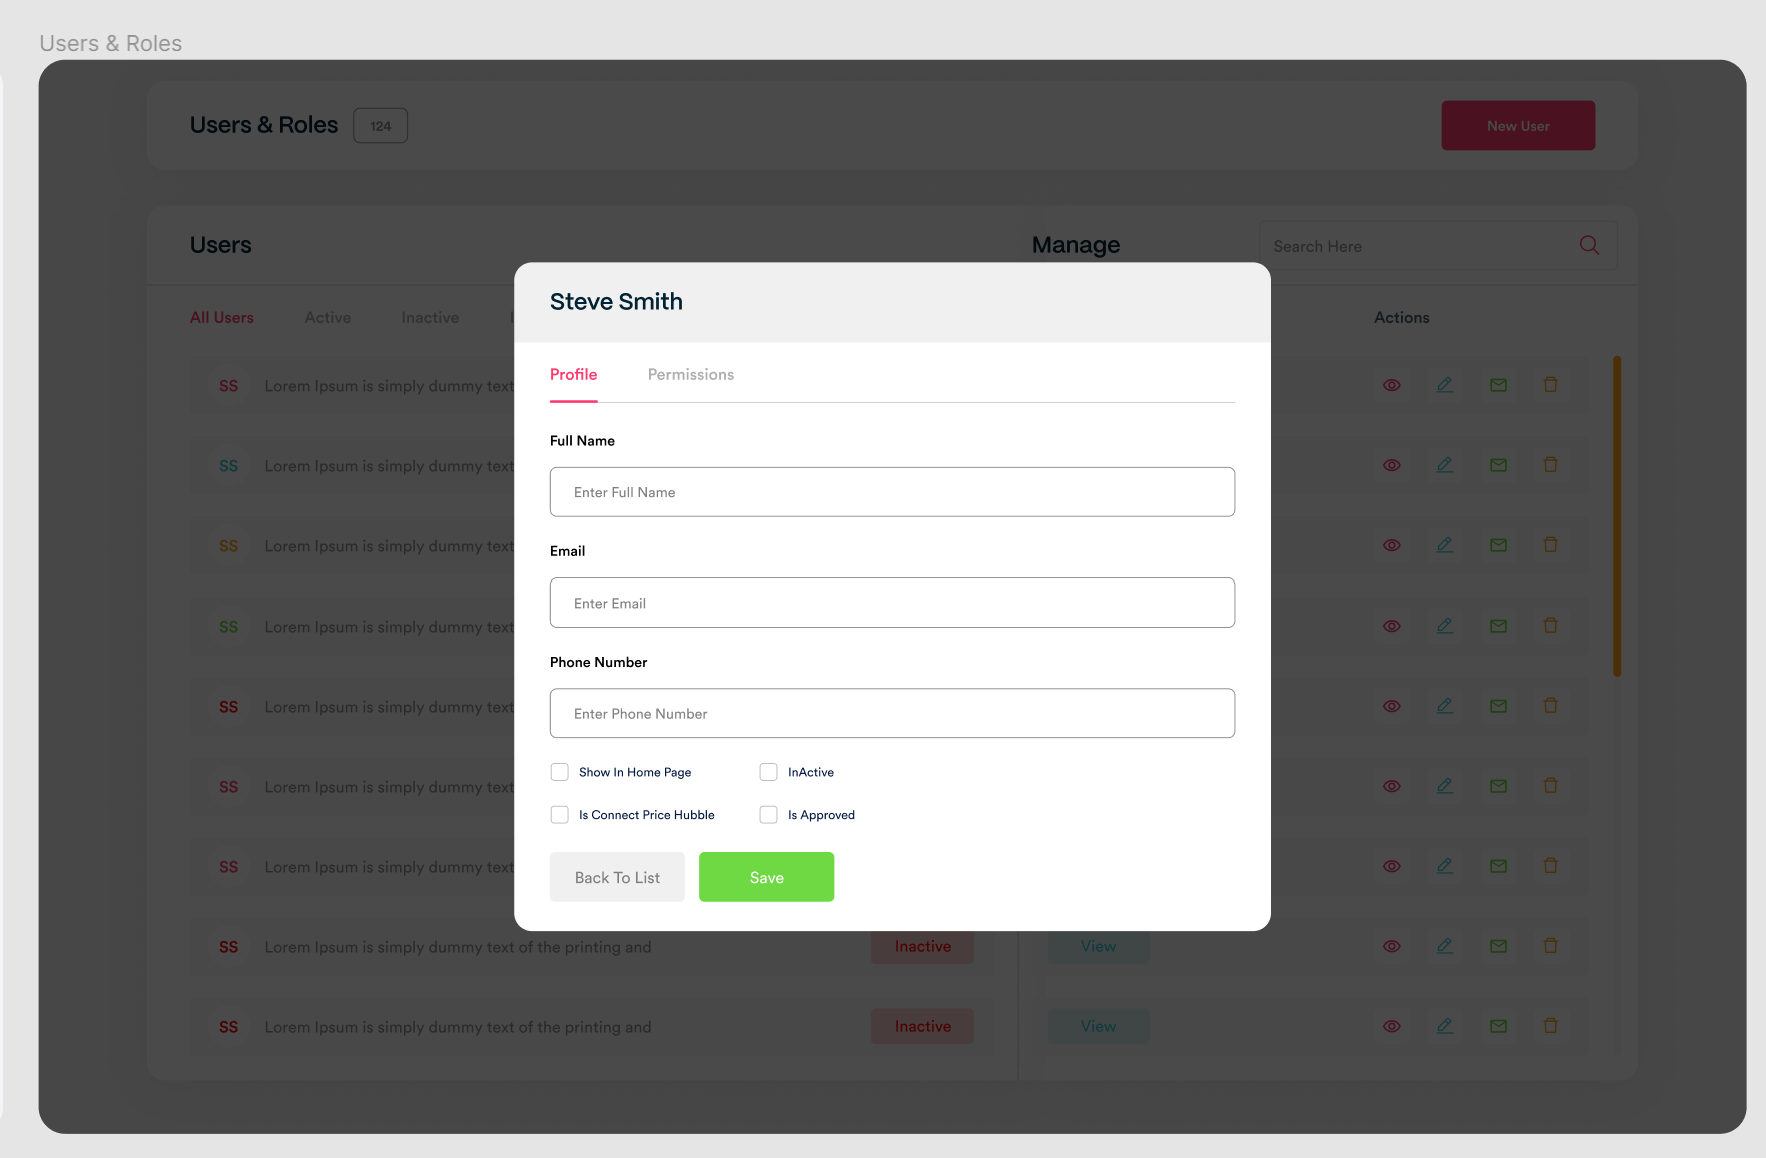 Users & Roles
Users & Roles 124 New User
Users Manage Search Here
Steve Smith
All Users Active Inactive Actions
Profile Permissions
SS Lorem Ipsum is simply dummy text
Full Name
SS Lorem Ipsum is simply dummy text
Enter Full Name
SS Lorem Ipsum is simply dummy text
Email
Enter Email
SS Lorem Ipsum is simply dummy text
Phone Number
SS Lorem Ipsum is simply dummy text
Enter Phone Number
Show In Home Page InActive
SS Lorem Ipsum is simply dummy text
Is Connect Price Hubble Is Approved
SS Lorem Ipsum is simply dummy text
Back To List Save
SS Lorem Ipsum is simply dummy text of the printing and Inactive View
SS Lorem Ipsum is simply dummy text of the printing and Inactive View